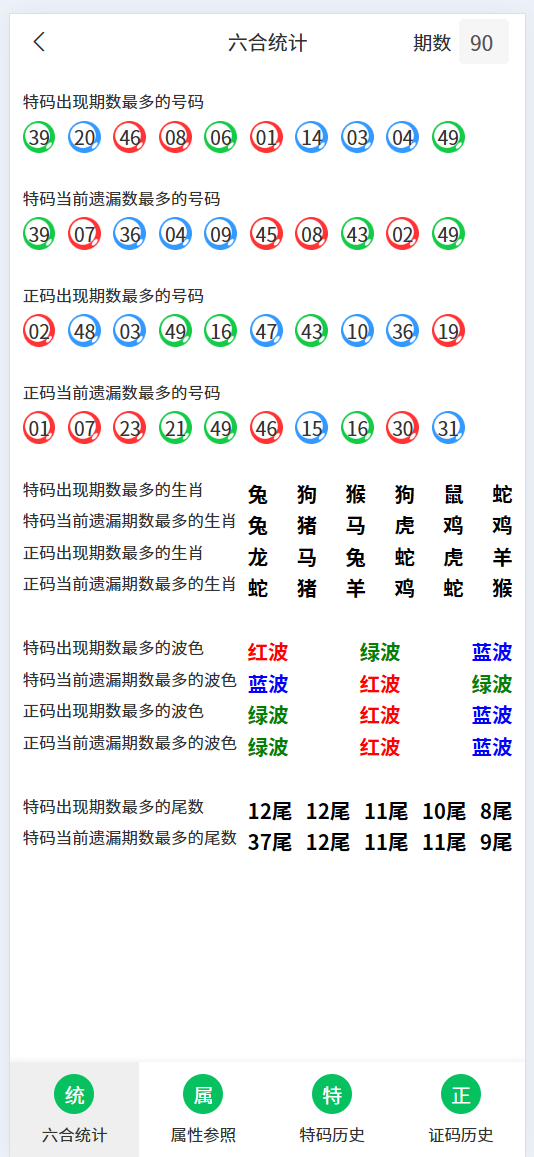 六合统计 期数 90
特码出现期数最多的号码
39 20 46 08 06 01 14 03 04 49
特码当前遗漏数最多的号码
39 07 36 04 09 45 08 43 02 49
正码出现期数最多的号码
02 48 03 49 16 47 43 10 36 19
正码当前遗漏数最多的号码
01 07 23 21 49 46 15 16 30 31
特码出现期数最多的生肖 兔 狗 猴 狗 鼠 蛇
特码当前遗漏期数最多的生肖 兔 猪 马 虎 鸡 鸡
正码出现期数最多的生肖 龙 马 兔 蛇 虎 羊
正码当前遗漏期数最多的生肖 蛇 猪 羊 鸡 蛇 猴
特码出现期数最多的波色 红波 绿波 蓝波
特码当前遗漏期数最多的波色 蓝波 红波 绿波
正码出现期数最多的波色 绿波 红波 蓝波
正码当前遗漏期数最多的波色 绿波 红波 蓝波
特码出现期数最多的尾数 12尾 12尾 11尾 10尾 8尾
特码当前遗漏期数最多的尾数 37尾 12尾 11尾 11尾 9尾
统 属 特 正
六合统计 属性参照 特码历史 证码历史